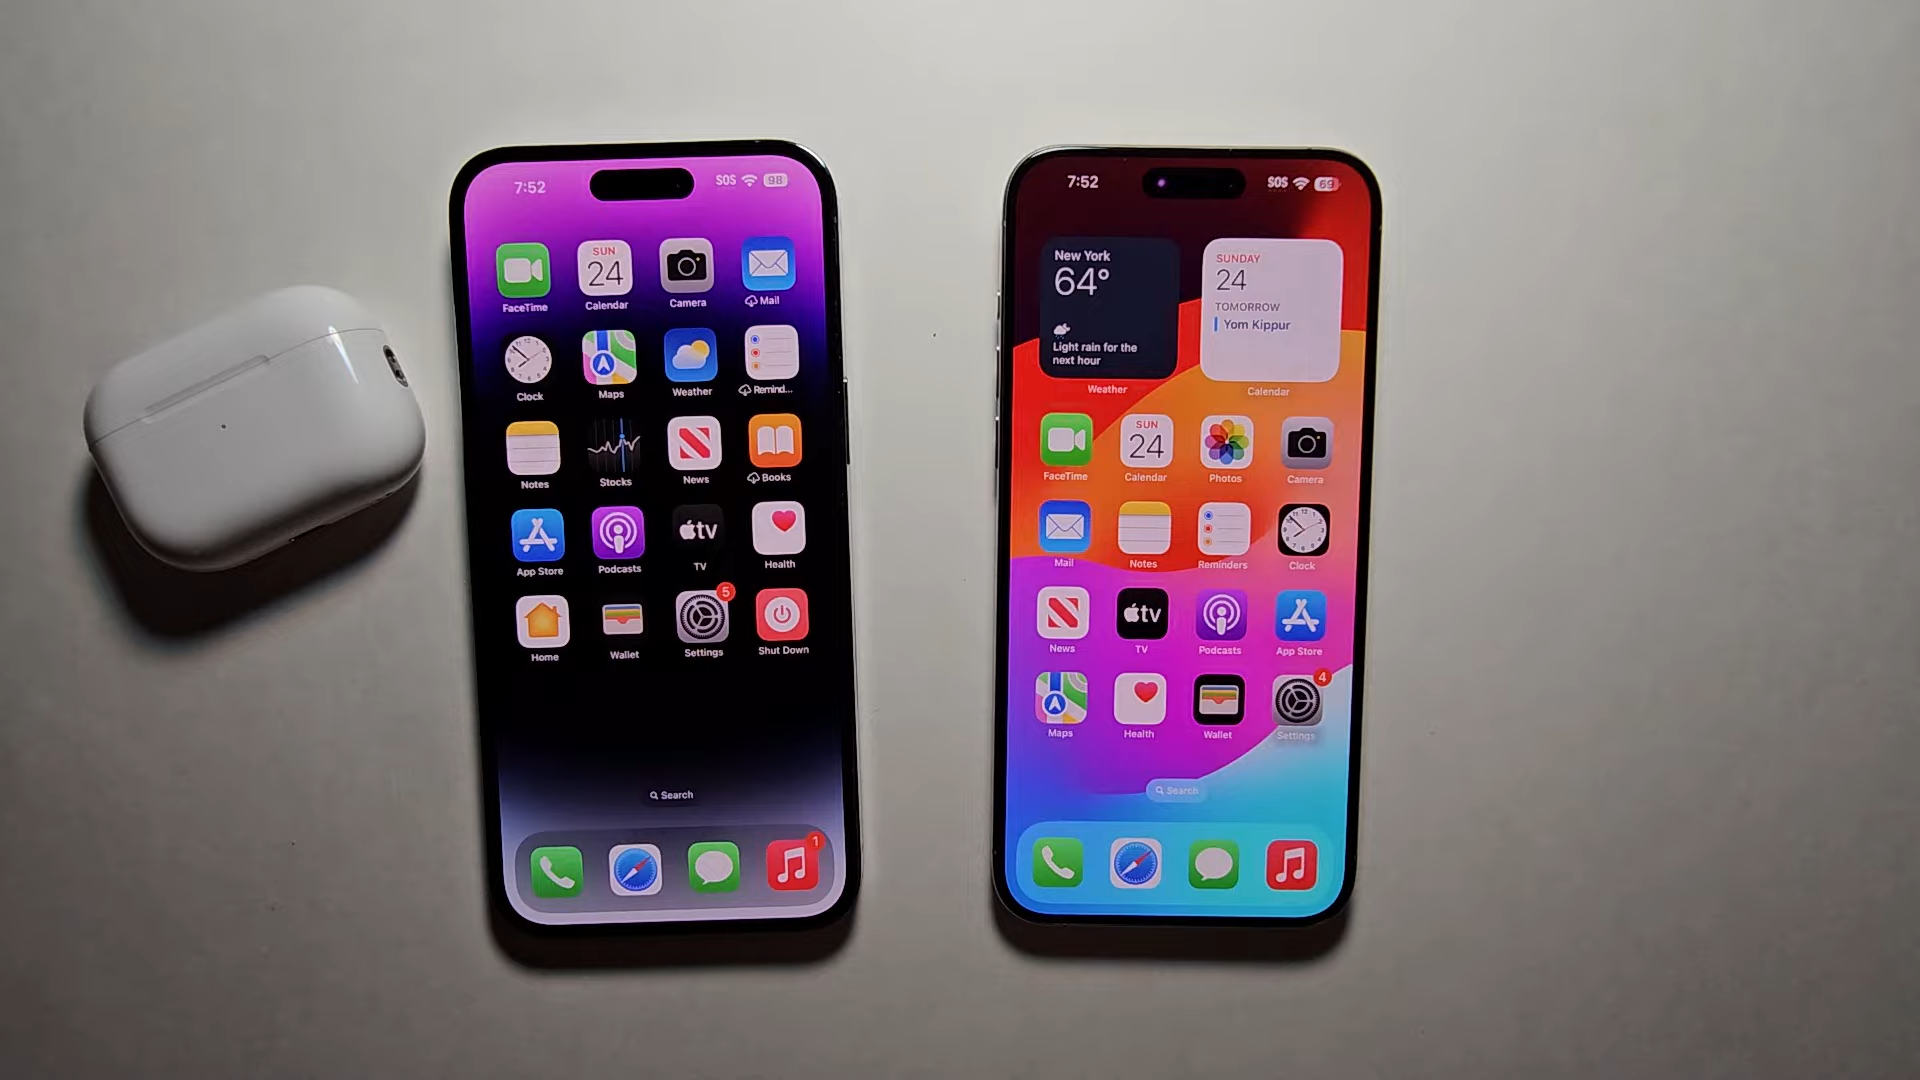 7:52
SOS 98
SUN
24
FaceTime
Calendar
Camera
Mail
Clock
Maps
Weather
Remind...
Notes
Stocks
News
Books
tv
App Store
Podcasts
TV
Health
5
Home
Wallet
Settings
Shut Down
Search
1
7:52
SOS 69
New York
64°
Light rain for the
next hour
Weather
SUNDAY
24
TOMORROW
Yom Kippur
Calendar
SUN
24
FaceTime
Calendar
Photos
Camera
Mail
Notes
Reminders
Clock
tv
News
TV
Podcasts
App Store
4
Maps
Health
Wallet
Settings
Search